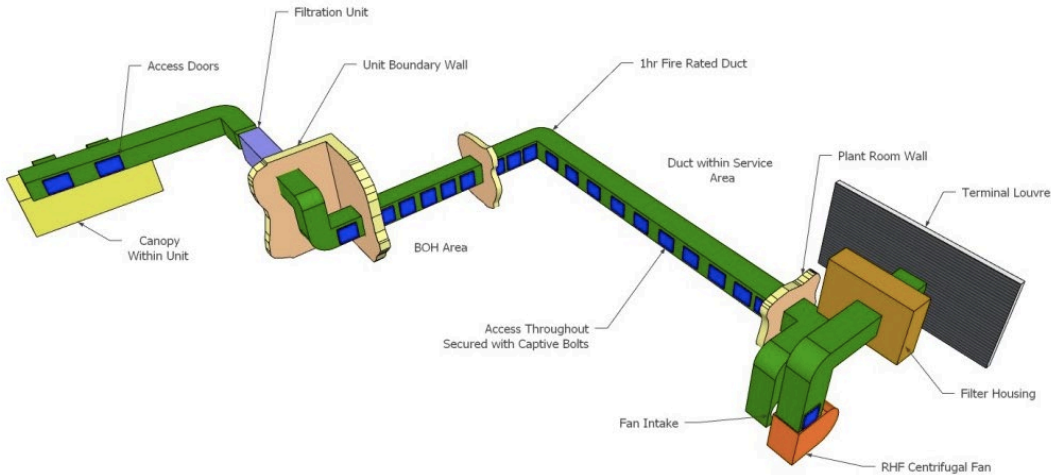 Filtration Unit
Access Doors
Unit Boundary Wall
1hr Fire Rated Duct
Duct within Service
Area
Plant Room Wall
Terminal Louvre
Canopy
Within Unit
BOH Area
Access Throughout
Secured with Captive Bolts
Filter Housing
Fan Intake
RHF Centrifugal Fan